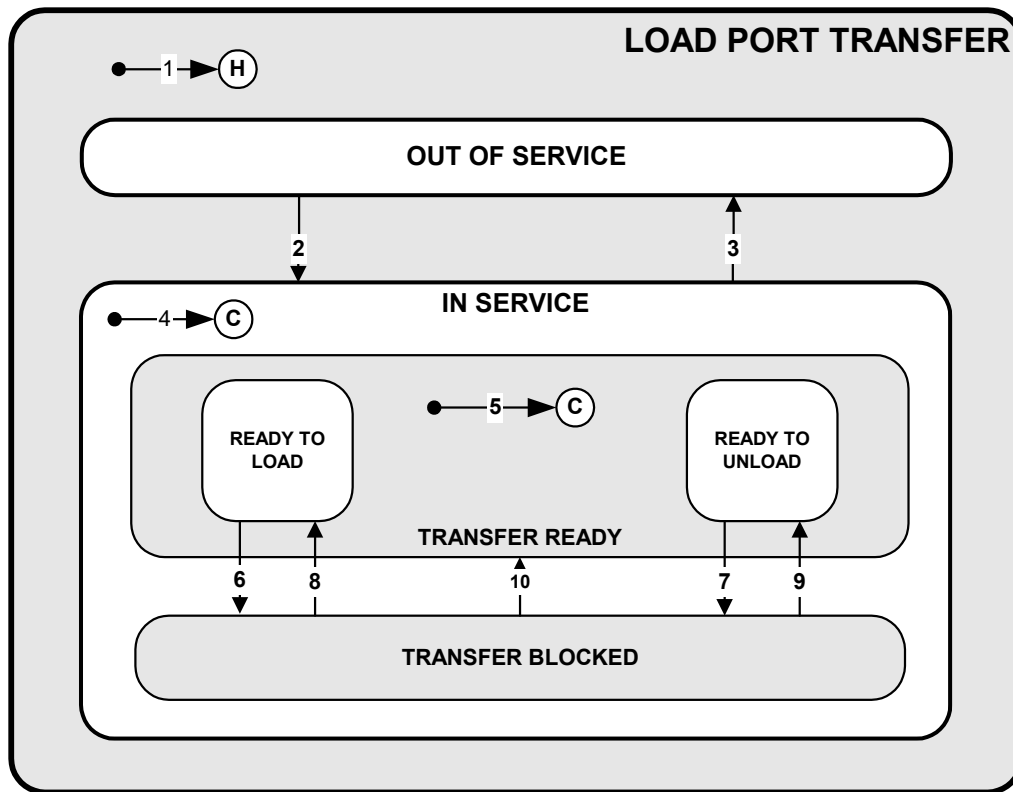 LOAD PORT TRANSFER
1
H
OUT OF SERVICE
2
3
IN SERVICE
4
C
5
C
READY TO
LOAD
READY TO
UNLOAD
TRANSFER READY
6
8
10
7
9
TRANSFER BLOCKED